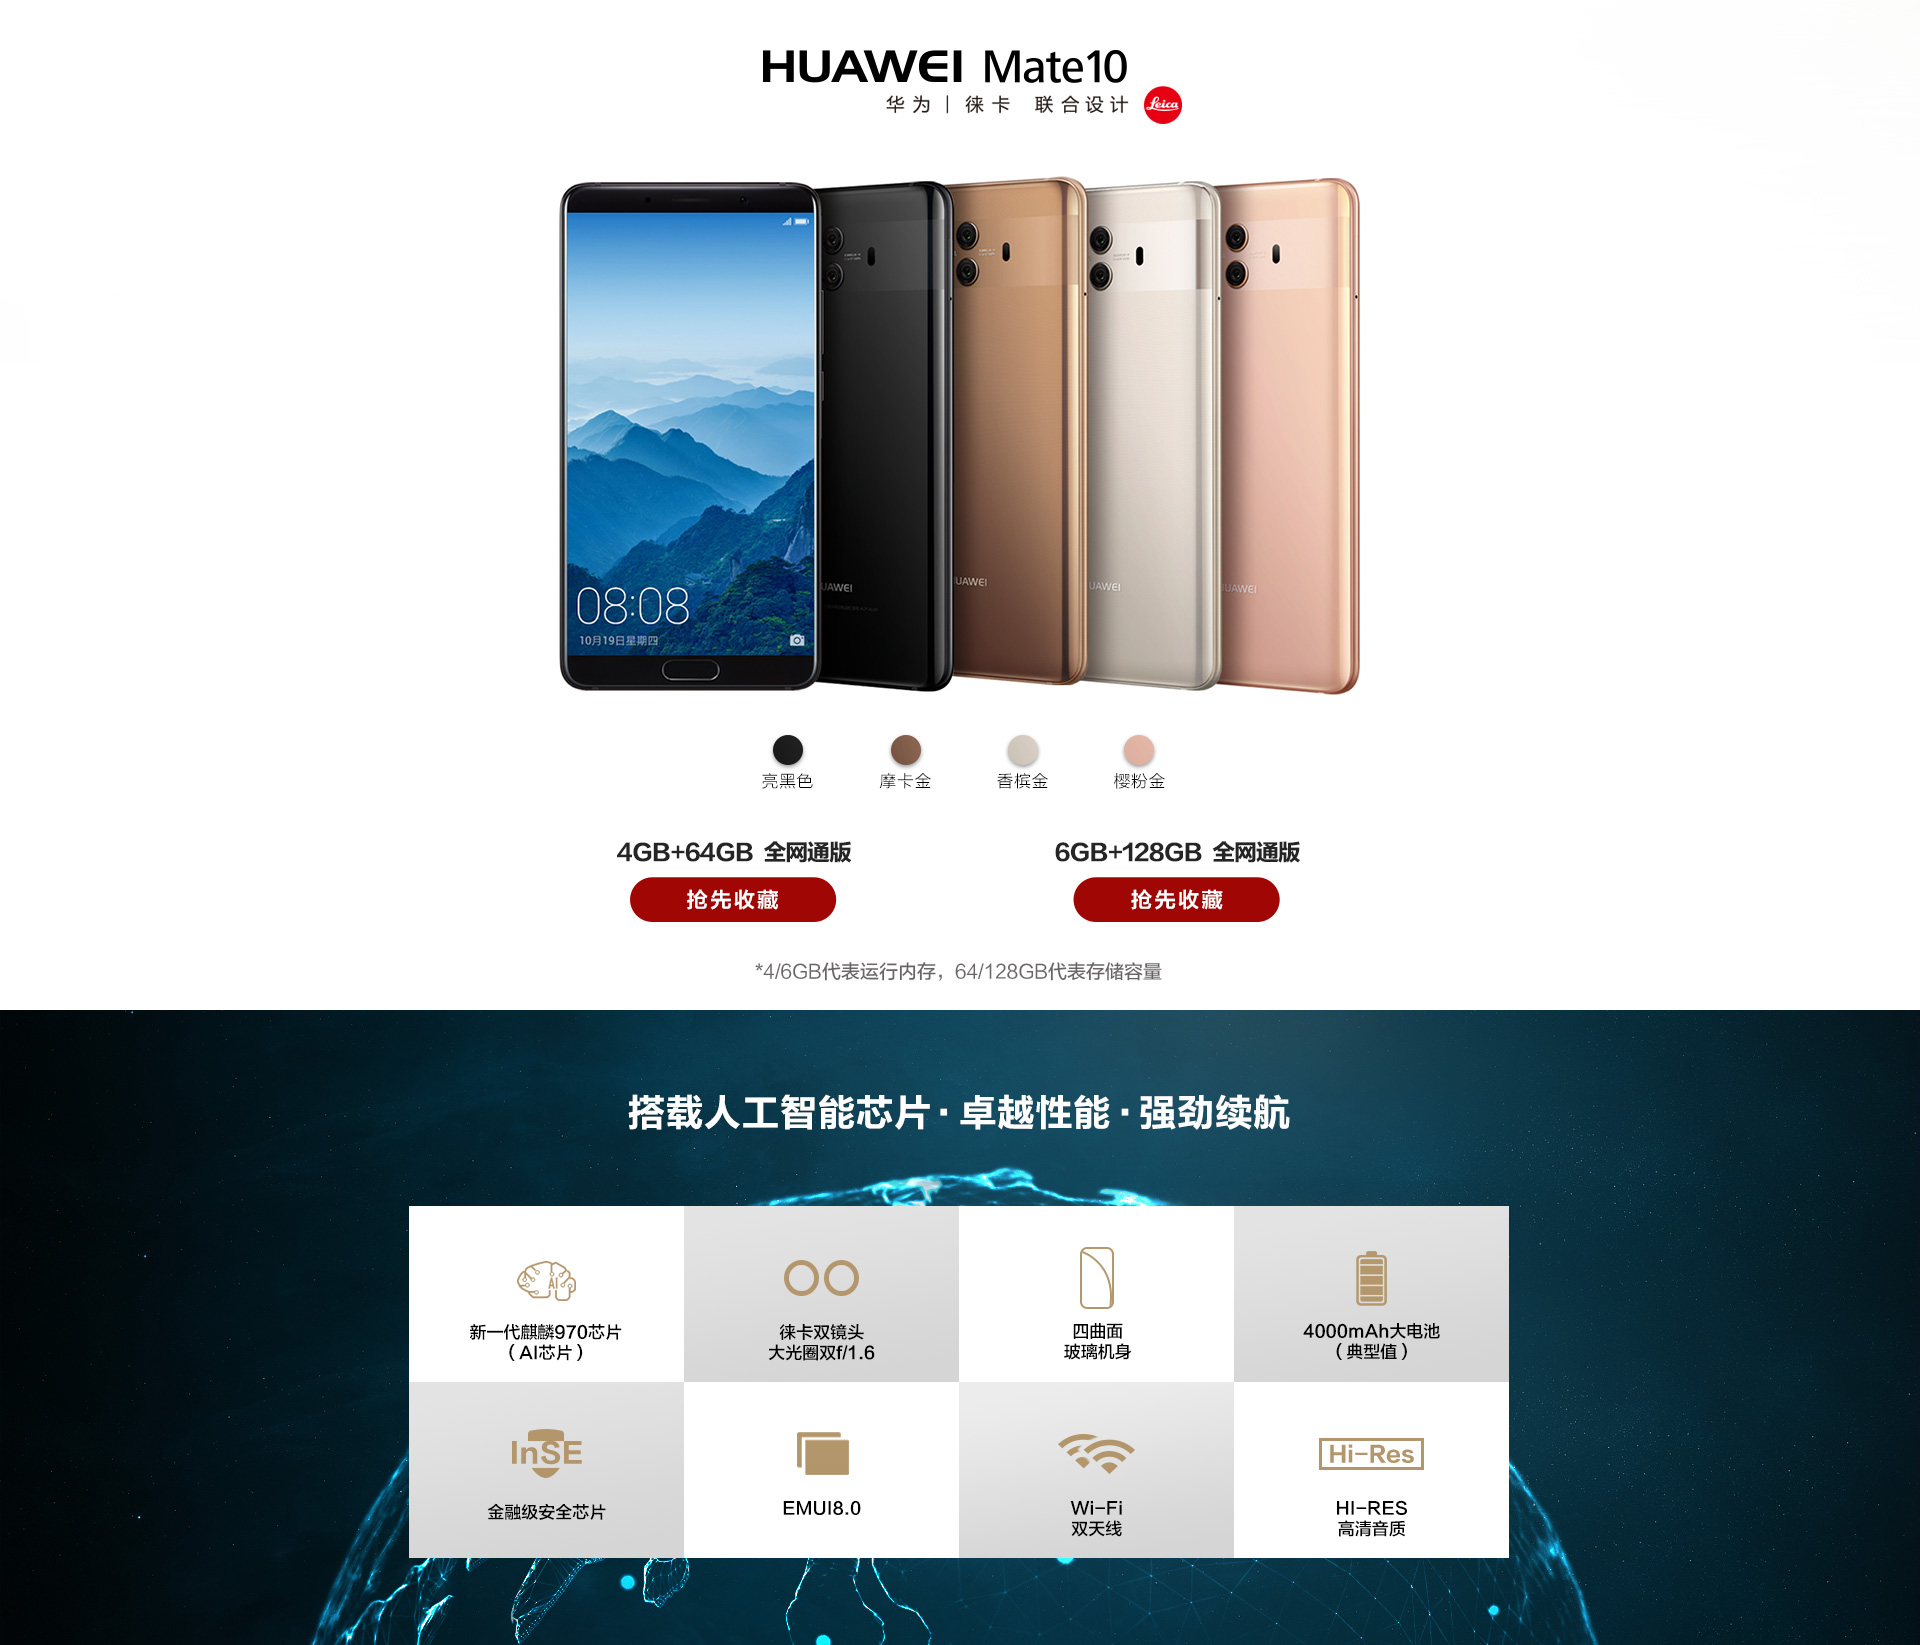 HUAWEI Mate10
华为 | 徕卡 联合设计
Leica
08:08
10月19日星期四
UAWEI
UAWEI
UAWEI
UAWEI
亮黑色
摩卡金
香槟金
樱粉金
4GB+64GB 全网通版
6GB+128GB 全网通版
抢先收藏
抢先收藏
*4/6GB代表运行内存，64/128GB代表存储容量
搭载人工智能芯片·卓越性能·强劲续航
AI
新一代麒麟970芯片
（AI芯片）
徕卡双镜头
大光圈双f/1.6
四曲面
玻璃机身
4000mAh大电池
（典型值）
InSE
金融级安全芯片
EMUI8.0
Wi-Fi
双天线
Hi-Res
HI-RES
高清音质